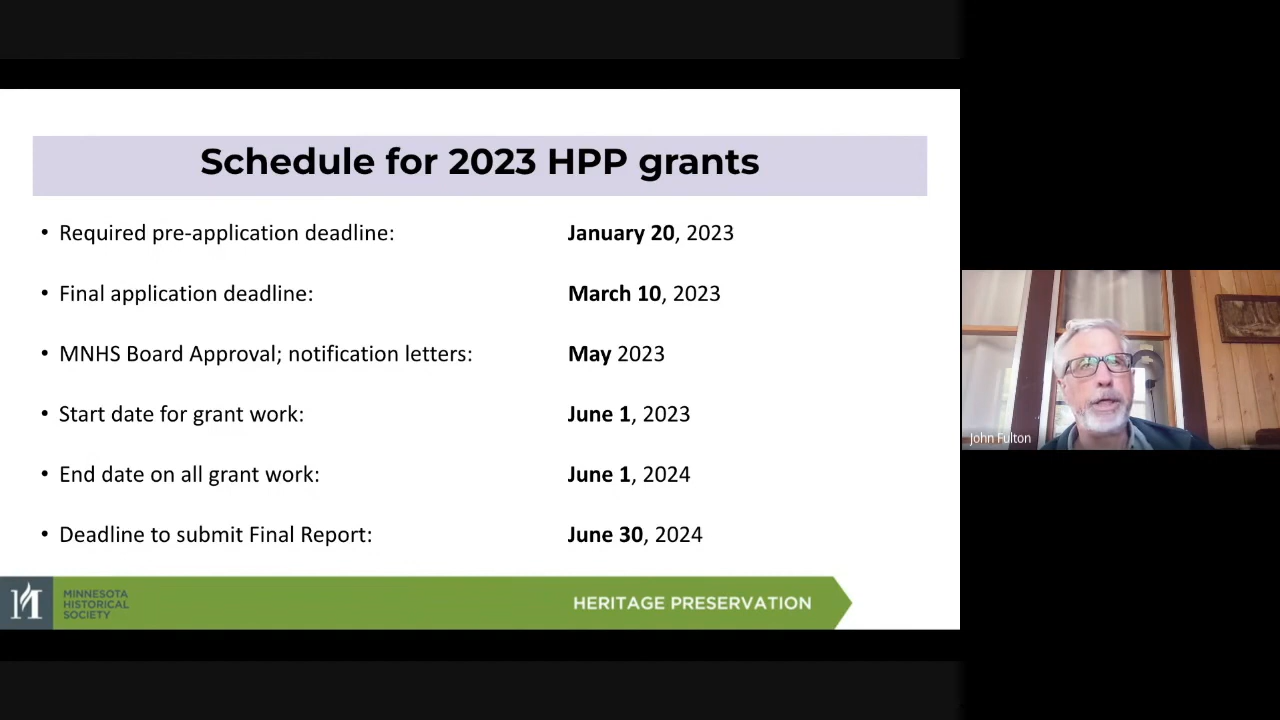 Schedule for 2023 HPP grants
• Required pre-application deadline: January 20, 2023
• Final application deadline: March 10, 2023
• MNHS Board Approval; notification letters: May 2023
• Start date for grant work: June 1, 2023
• End date on all grant work: June 1, 2024
• Deadline to submit Final Report: June 30, 2024
MINNESOTA
HISTORICAL
SOCIETY
HERITAGE PRESERVATION
John Fulton